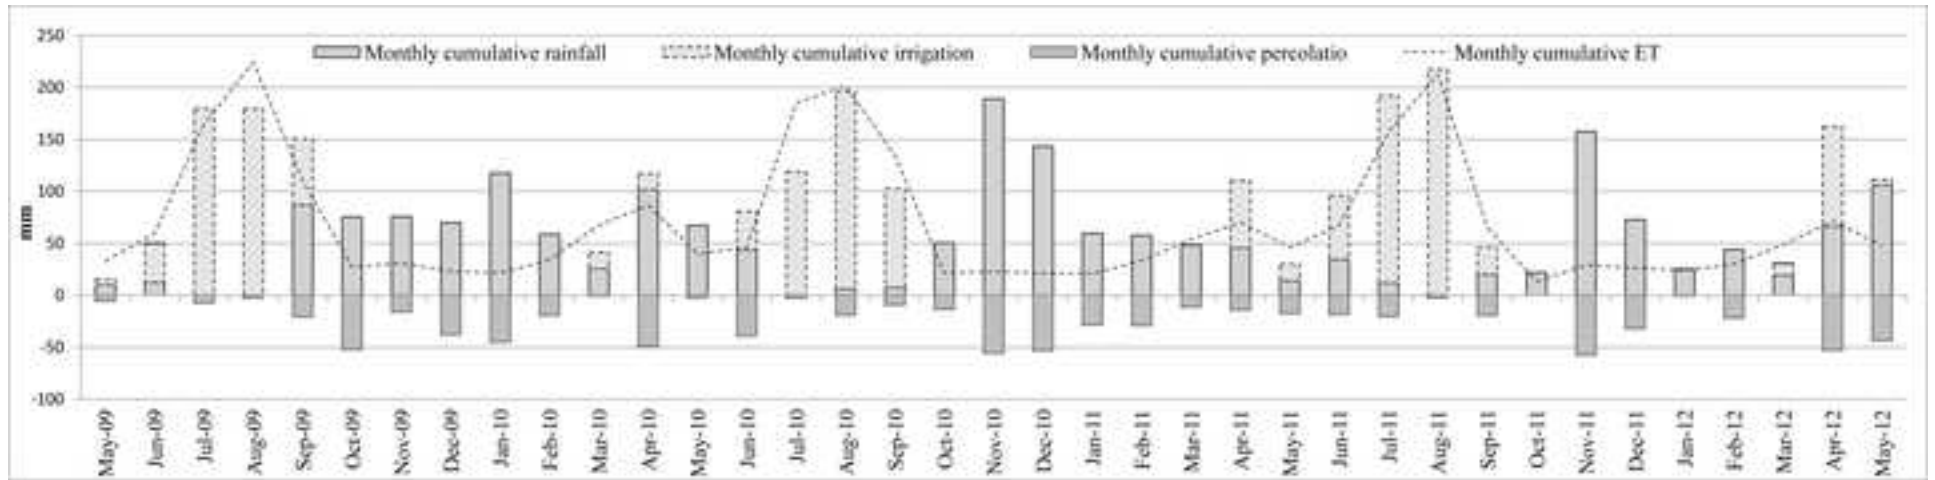 250
Monthly cumulative rainfall Monthly cumulative irrigation Monthly cumulative percolatio Monthly cumulative ET
200
150
100
50
0
-50
-100
mm
May-09 Jun-09 Jul-09 Aug-09 Sep-09 Oct-09 Nov-09 Dec-09 Jan-10 Feb-10 Mar-10 Apr-10 May-10 Jun-10 Jul-10 Aug-10 Sep-10 Oct-10 Nov-10 Dec-10 Jan-11 Feb-11 Mar-11 Apr-11 May-11 Jun-11 Jul-11 Aug-11 Sep-11 Oct-11 Nov-11 Dec-11 Jan-12 Feb-12 Mar-12 Apr-12 May-12